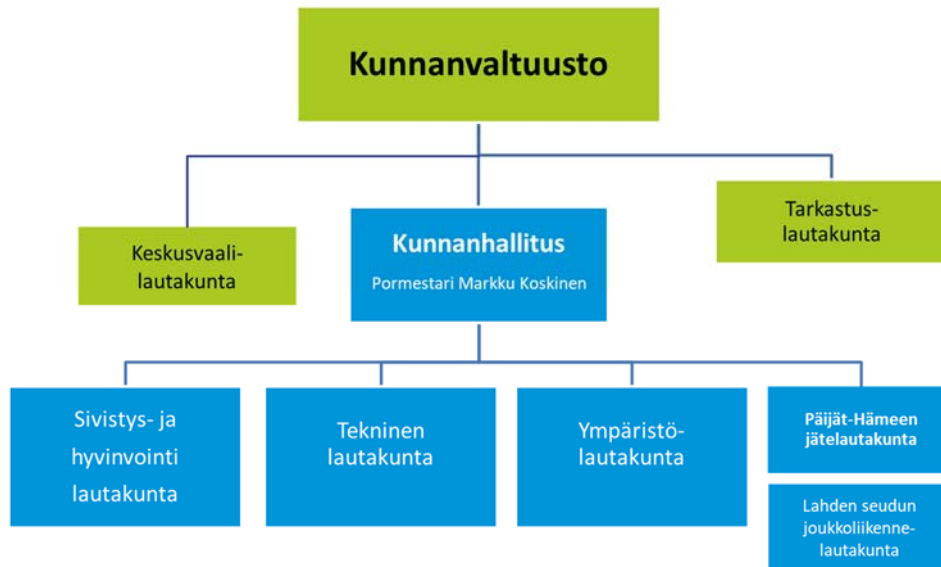 Kunnanvaltuusto
Keskusvaali-
lautakunta
Kunnanhallitus
Pormestari Markku Koskinen
Tarkastus-
lautakunta
Sivistys- ja
hyvinvointi
lautakunta
Tekninen
lautakunta
Ympäristö-
lautakunta
Päijät-Hämeen
jätelautakunta
Lahden seudun
joukkoliikenne-
lautakunta